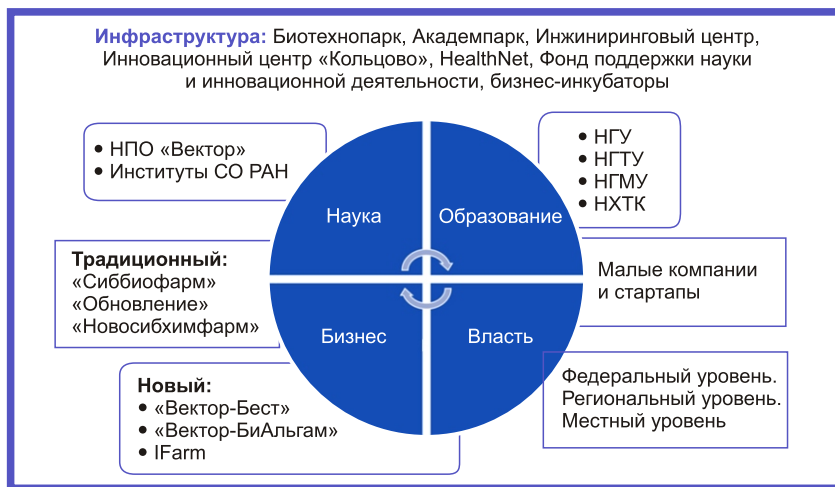 Инфраструктура: Биотехнопарк, Академпарк, Инжиниринговый центр,
Инновационный центр «Кольцово», HealthNet, Фонд поддержки науки
и инновационной деятельности, бизнес-инкубаторы
• НПО «Вектор»
• Институты СО РАН
• НГУ
• НГТУ
• НГМУ
• НХТК
Наука
Образование
Традиционный:
«Сиббиофарм»
«Обновление»
«Новосибхимфарм»
Малые компании
и стартапы
Бизнес
Власть
Новый:
• «Вектор-Бест»
• «Вектор-БиАльгам»
• IFarm
Федеральный уровень.
Региональный уровень.
Местный уровень